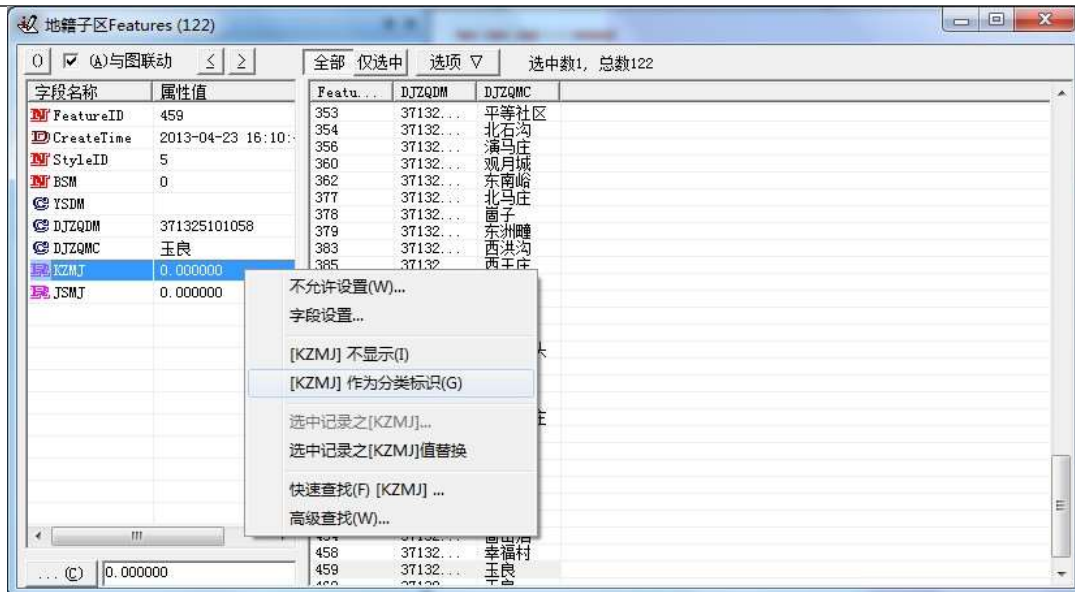 地籍子区Features (122)
0 (A)与图联动 < > 全部 仅选中 选项 ▽ 选中数1, 总数122
字段名称 属性值
FeatureID 459
CreateTime 2013-04-23 16:10:
StyleID 5
BSM 0
YSDM
DJZQDM 371325101058
DJZQMC 玉良
KZMJ 0.000000
JSMJ 0.000000
... (C) 0.000000
Featu... DJZQDM DJZQMC
353 37132... 平等社区
354 37132... 北石沟
356 37132... 演马庄
360 37132... 观月城
362 37132... 东南峪
377 37132... 北马庄
378 37132... 崮子
379 37132... 东洲疃
383 37132... 西洪沟
385 37132 西王庄
不允许设置(W)...
字段设置...
[KZMJ] 不显示(I)
[KZMJ] 作为分类标识(G)
选中记录之[KZMJ]...
选中记录之[KZMJ]值替换
快速查找(F) [KZMJ] ...
高级查找(W)...
458 37132... 幸福村
459 37132... 玉良